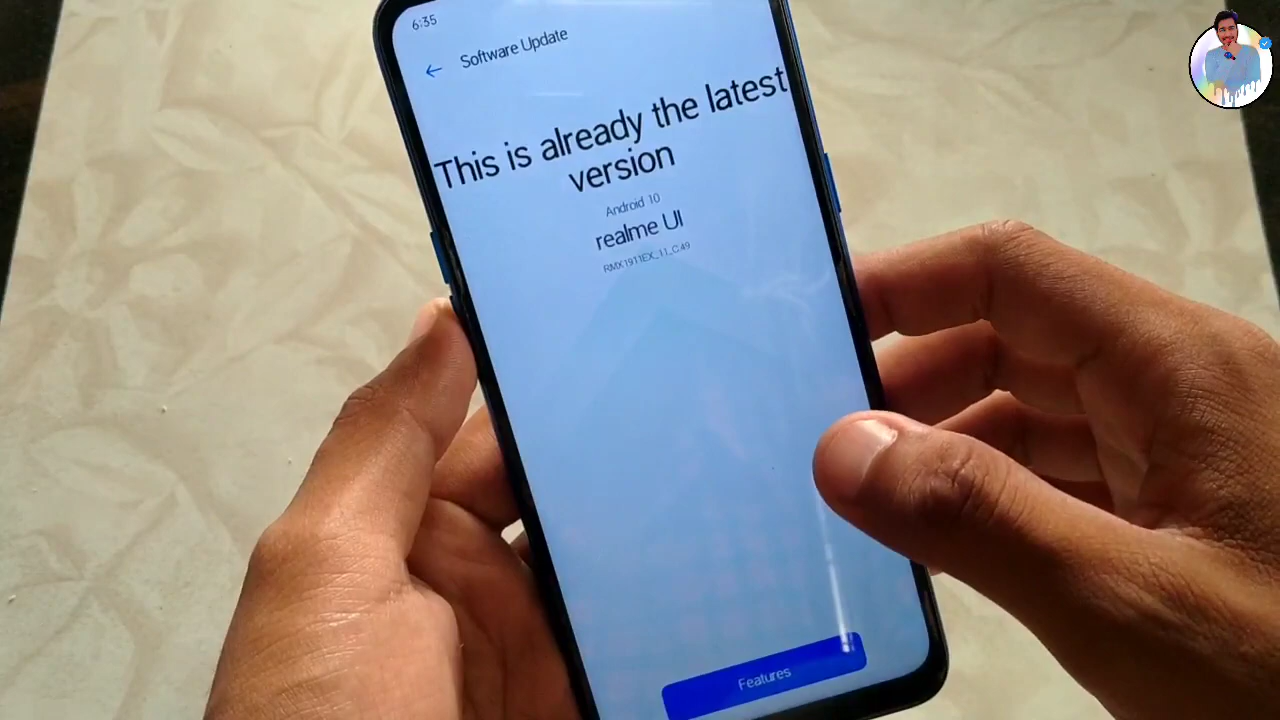 6:35
Software Update
This is already the latest
version
Android 10
realme UI
RMX1911EX_11_C.49
Features